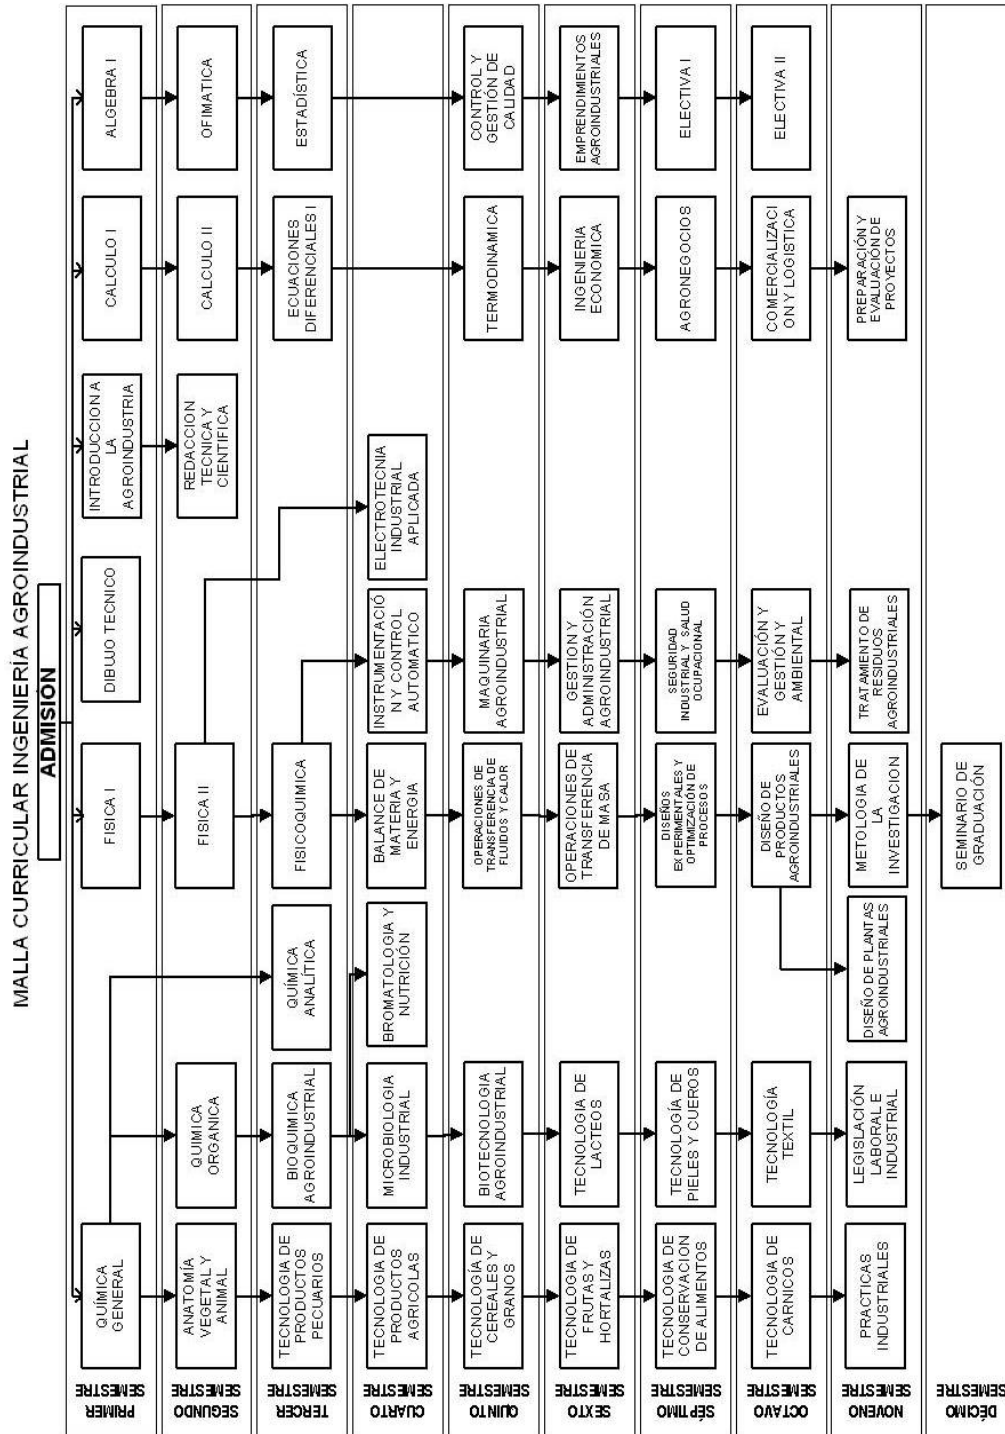 MALLA CURRICULAR INGENIERÍA AGROINDUSTRIAL
ADMISIÓN
PRIMER
SEMESTRE
QUÍMICA
GENERAL
FISICA I
DIBUJO TECNICO
INTRODUCCION A
LA
AGROINDUSTRIA
CALCULO I
ALGEBRA I
SEGUNDO
SEMESTRE
ANATOMÍA
VEGETAL Y
ANIMAL
QUIMICA
ORGANICA
FISICA II
REDACCION
TECNICA Y
CIENTIFICA
CALCULO II
OFIMATICA
TERCER
SEMESTRE
TECNOLOGIA DE
PRODUCTOS
PECUARIOS
BIOQUIMICA
AGROINDUSTRIAL
QUÍMICA
ANALÍTICA
FISICOQUIMICA
ECUACIONES
DIFERENCIALES I
ESTADÍSTICA
CUARTO
SEMESTRE
TECNOLOGIA DE
PRODUCTOS
AGRICOLAS
MICROBIOLOGIA
INDUSTRIAL
BROMATOLOGIA Y
NUTRICIÓN
BALANCE DE
MATERIA Y
ENERGIA
INSTRUMENTACIÓ
N Y CONTROL
AUTOMATICO
ELECTROTECNIA
INDUSTRIAL
APLICADA
QUINTO
SEMESTRE
TECNOLOGÍA DE
CEREALES Y
GRANOS
BIOTECNOLOGIA
AGROINDUSTRIAL
OPERACIONES DE
TRANSFERENCIA DE
FLUIDOS Y CALOR
MAQUINARIA
AGROINDUSTRIAL
TERMODINAMICA
CONTROL Y
GESTIÓN DE
CALIDAD
SEXTO
SEMESTRE
TECNOLOGIA DE
FRUTAS Y
HORTALIZAS
TECNOLOGIA DE
LACTEOS
OPERACIONES DE
TRANSFERENCIA
DE MASA
GESTION Y
ADMINISTRACIÓN
AGROINDUSTRIAL
INGENIERIA
ECONOMICA
EMPRENDIMIENTOS
AGROINDUSTRIALES
SÉPTIMO
SEMESTRE
TECNOLOGIA DE
CONSERVACION
DE ALIMENTOS
TECNOLOGÍA DE
PIELES Y CUEROS
DISEÑOS
EXPERIMENTALES Y
OPTIMIZACIÓN DE
PROCESOS
SEGURIDAD
INDUSTRIAL Y SALUD
OCUPACIONAL
AGRONEGOCIOS
ELECTIVA I
OCTAVO
SEMESTRE
TECNOLOGIA DE
CARNICOS
TECNOLOGÍA
TEXTIL
DISEÑO DE
PRODUCTOS
AGROINDUSTRIALES
EVALUACIÓN Y
GESTIÓN Y
AMBIENTAL
COMERCIALIZACI
ON Y LOGISTICA
ELECTIVA II
NOVENO
SEMESTRE
PRACTICAS
INDUSTRIALES
LEGISLACIÓN
LABORAL E
INDUSTRIAL
DISEÑO DE PLANTAS
AGROINDUSTRIALES
METOLOGIA DE
LA
INVESTIGACION
TRATAMIENTO DE
RESIDUOS
AGROINDUSTRIALES
PREPARACIÓN Y
EVALUACIÓN DE
PROYECTOS
DÉCIMO
SEMESTRE
SEMINARIO DE
GRADUACIÓN